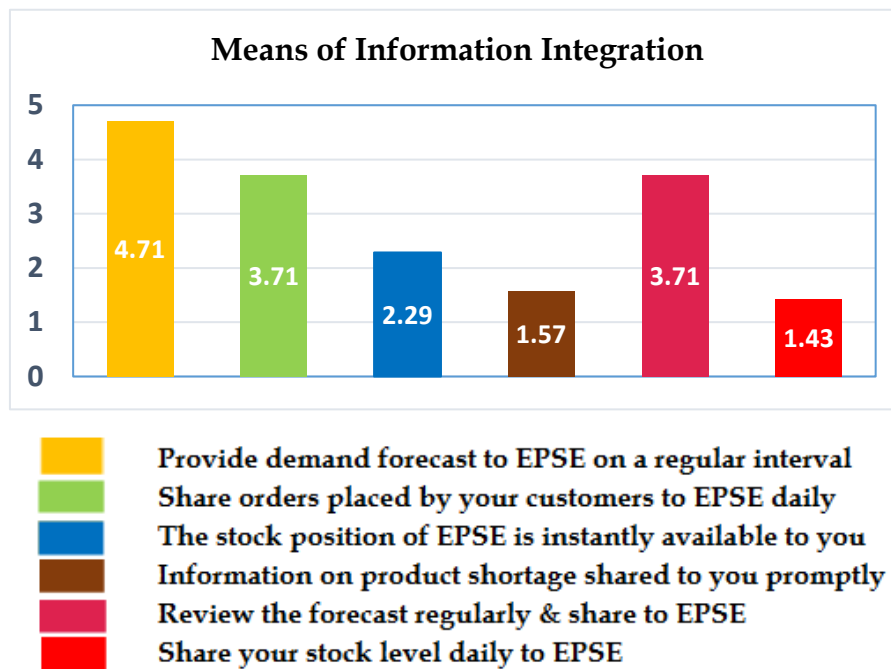 Means of Information Integration
5
4
3
2
1
0
4.71
3.71
2.29
1.57
3.71
1.43
Provide demand forecast to EPSE on a regular interval
Share orders placed by your customers to EPSE daily
The stock position of EPSE is instantly available to you
Information on product shortage shared to you promptly
Review the forecast regularly & share to EPSE
Share your stock level daily to EPSE